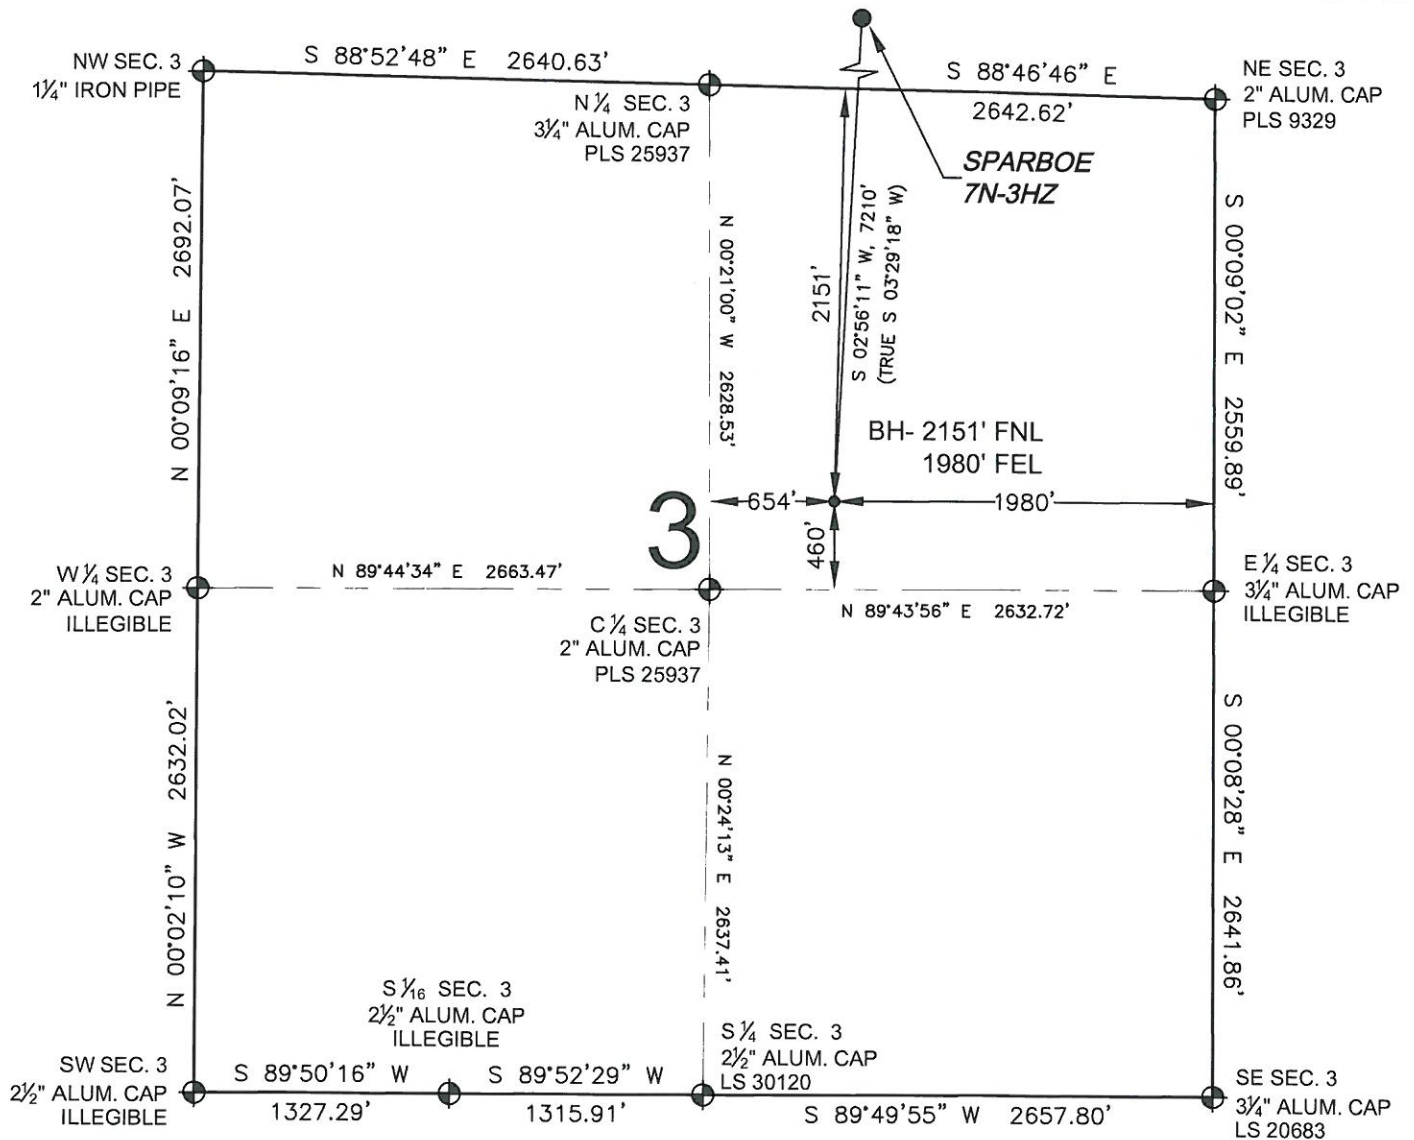 NW SEC. 3
1¼" IRON PIPE
S 88°52'48" E 2640.63'
N ¼ SEC. 3
3¼" ALUM. CAP
PLS 25937
S 88°46'46" E
2642.62'
NE SEC. 3
2" ALUM. CAP
PLS 9329
SPARBOE
7N-3HZ
N 00°09'16" E 2692.07'
N 00°21'00" W 2628.53'
2151'
S 02°56'11" W, 7210'
(TRUE S 03°29'18" W)
S 00°09'02" E 2559.89'
BH- 2151' FNL
1980' FEL
3
654'
1980'
460'
W ¼ SEC. 3
2" ALUM. CAP
ILLEGIBLE
N 89°44'34" E 2663.47'
C ¼ SEC. 3
2" ALUM. CAP
PLS 25937
N 89°43'56" E 2632.72'
E ¼ SEC. 3
3¼" ALUM. CAP
ILLEGIBLE
N 00°02'10" W 2632.02'
N 00°24'13" E 2637.41'
S 00°08'28" E 2641.86'
S 1/16 SEC. 3
2½" ALUM. CAP
ILLEGIBLE
S ¼ SEC. 3
2½" ALUM. CAP
LS 30120
SW SEC. 3
2½" ALUM. CAP
ILLEGIBLE
S 89°50'16" W
1327.29'
S 89°52'29" W
1315.91'
S 89°49'55" W 2657.80'
SE SEC. 3
3¼" ALUM. CAP
LS 20683